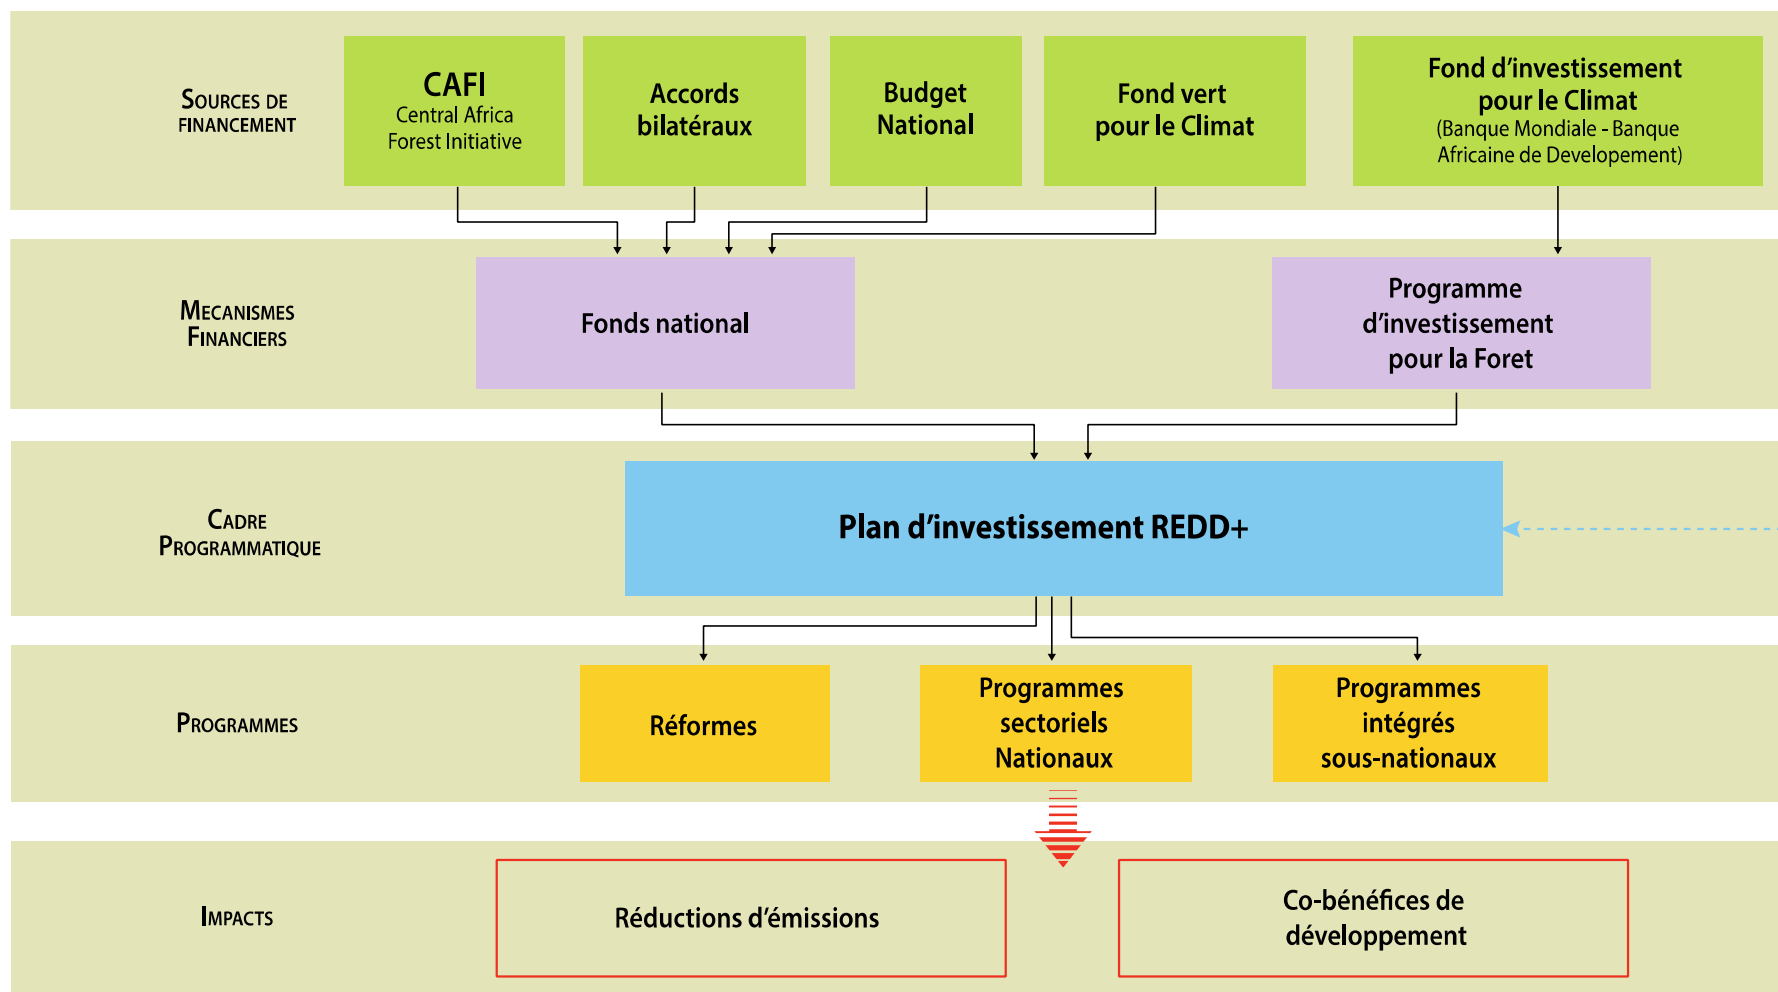 SOURCES DE
FINANCEMENT
CAFI
Central Africa
Forest Initiative
Accords
bilatéraux
Budget
National
Fond vert
pour le Climat
Fond d’investissement
pour le Climat
(Banque Mondiale - Banque
Africaine de Developement)
MECANISMES
FINANCIERS
Fonds national
Programme
d’investissement
pour la Foret
CADRE
PROGRAMMATIQUE
Plan d’investissement REDD+
PROGRAMMES
Réformes
Programmes
sectoriels
Nationaux
Programmes
intégrés
sous-nationaux
IMPACTS
Réductions d’émissions
Co-bénéfices de
développement